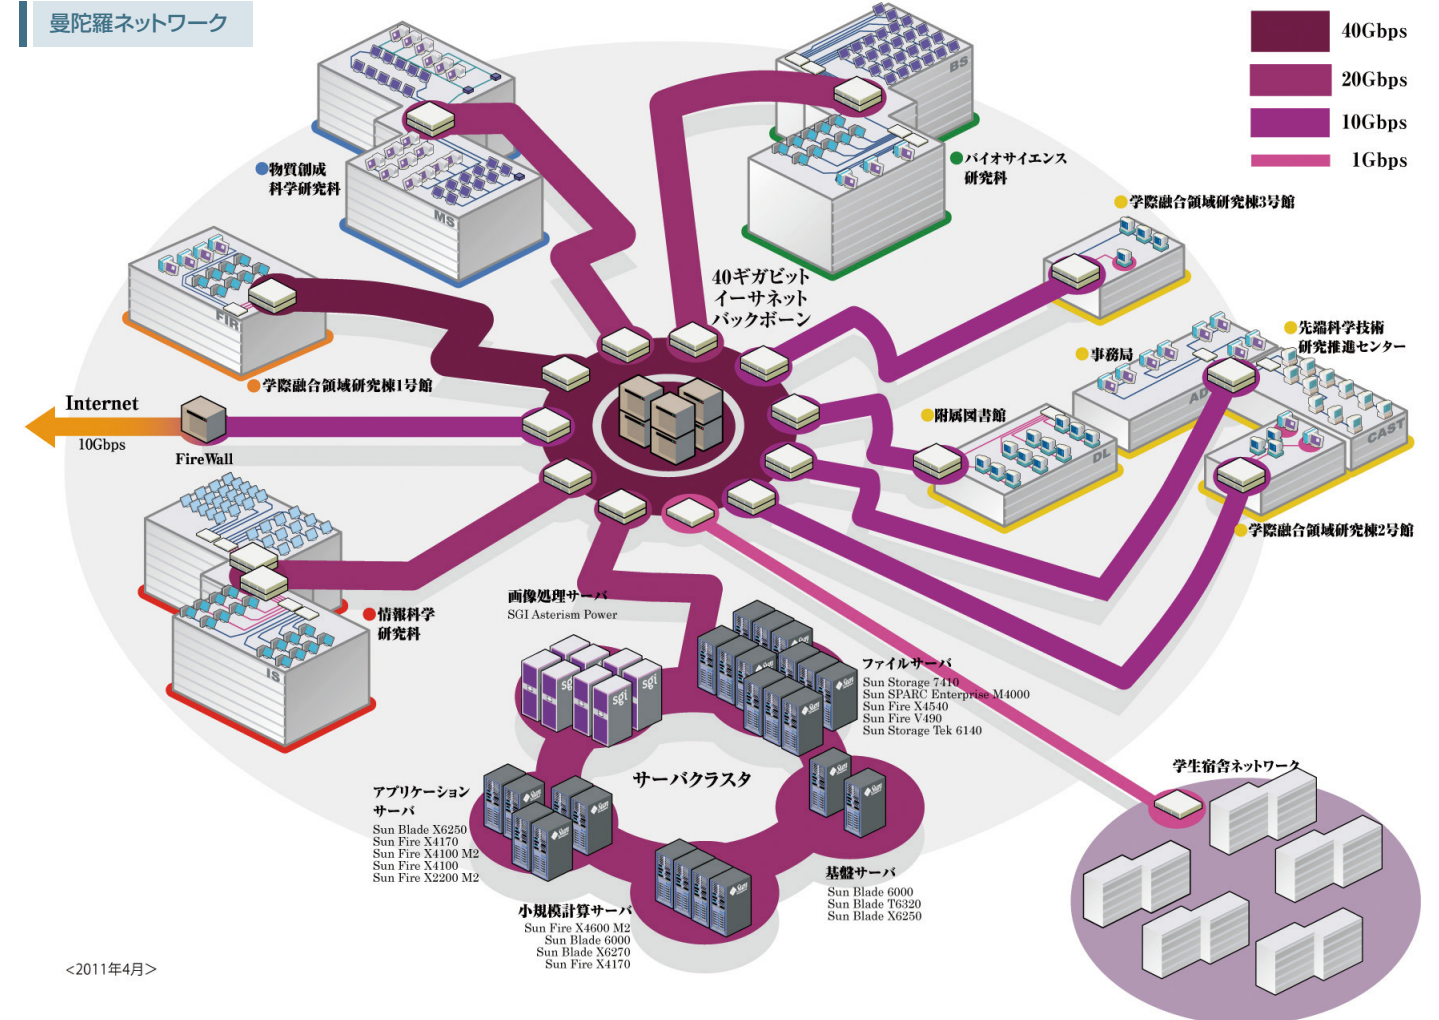 曼陀羅ネットワーク
40Gbps
20Gbps
10Gbps
1Gbps
物質創成
科学研究科
MS
BS
バイオサイエンス
研究科
学際融合領域研究棟3号館
40ギガビット
イーサネット
バックボーン
FIR
学際融合領域研究棟1号館
先端科学技術
研究推進センター
事務局
AD
CAST
附属図書館
DL
学際融合領域研究棟2号館
Internet
10Gbps
FireWall
情報科学
研究科
IS
画像処理サーバ
SGI Asterism Power
sgi
sgi
ファイルサーバ
Sun Storage 7410
Sun SPARC Enterprise M4000
Sun Fire X4540
Sun Fire V490
Sun Storage Tek 6140
サーバクラスタ
学生宿舎ネットワーク
アプリケーション
サーバ
Sun Blade X6250
Sun Fire X4170
Sun Fire X4100 M2
Sun Fire X4100
Sun Fire X2200 M2
基盤サーバ
Sun Blade 6000
Sun Blade T6320
Sun Blade X6250
小規模計算サーバ
Sun Fire X4600 M2
Sun Blade 6000
Sun Blade X6270
Sun Fire X4170
<2011年4月>